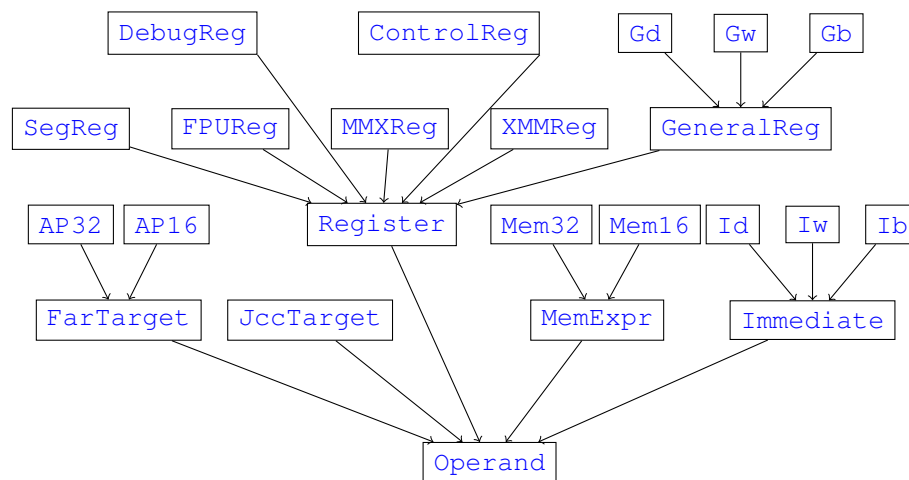 DebugReg
ControlReg
Gd
Gw
Gb
SegReg
FPUReg
MMXReg
XMMReg
GeneralReg
AP32
AP16
Register
Mem32
Mem16
Id
Iw
Ib
FarTarget
JccTarget
MemExpr
Immediate
Operand